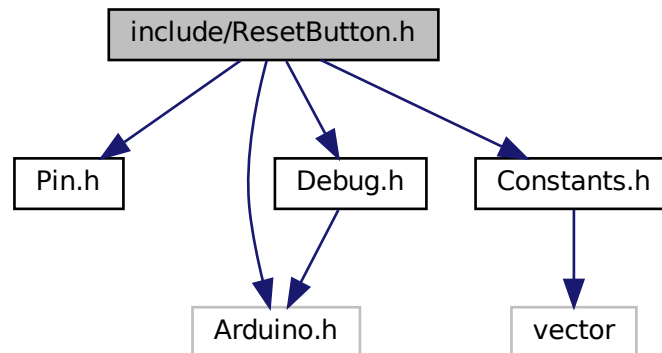 include/ResetButton.h
Pin.h
Debug.h
Constants.h
Arduino.h
vector